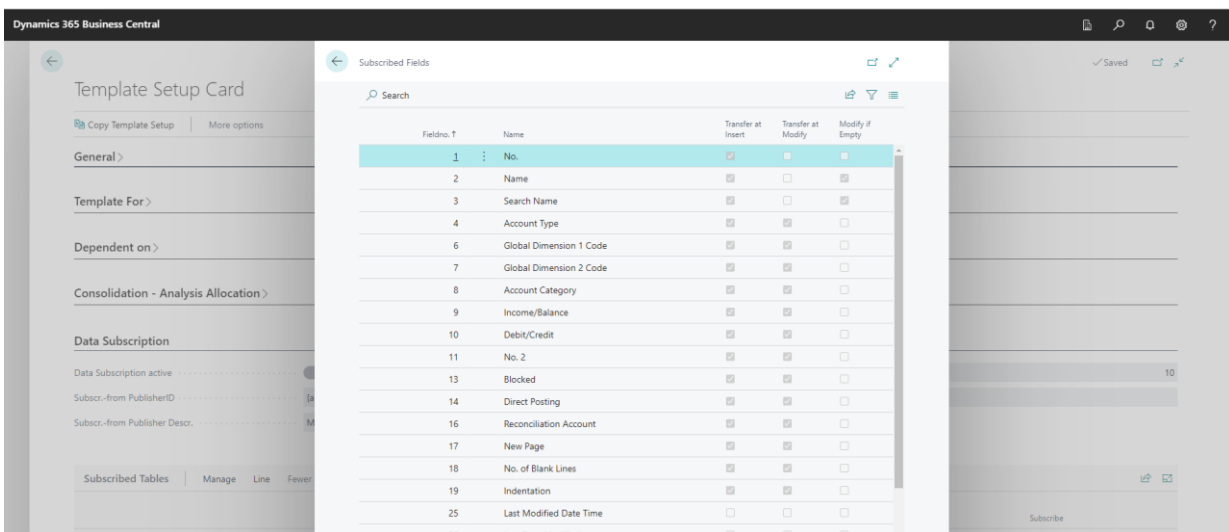 Dynamics 365 Business Central
Subscribed Fields
Saved
Template Setup Card
Search
Copy Template Setup More options
Fieldno. ↑ Name Transfer at Insert Transfer at Modify Modify if Empty
General
1 No.
2 Name
Template For
3 Search Name
4 Account Type
Dependent on
6 Global Dimension 1 Code
7 Global Dimension 2 Code
Consolidation - Analysis Allocation
8 Account Category
9 Income/Balance
10 Debit/Credit
Data Subscription
11 No. 2
Data Subscription active
13 Blocked
10
Subscr.-from PublisherID
14 Direct Posting
Subscr.-from Publisher Descr.
M
16 Reconciliation Account
17 New Page
18 No. of Blank Lines
Subscribed Tables Manage Line Fewer
19 Indentation
25 Last Modified Date Time
Subscribe